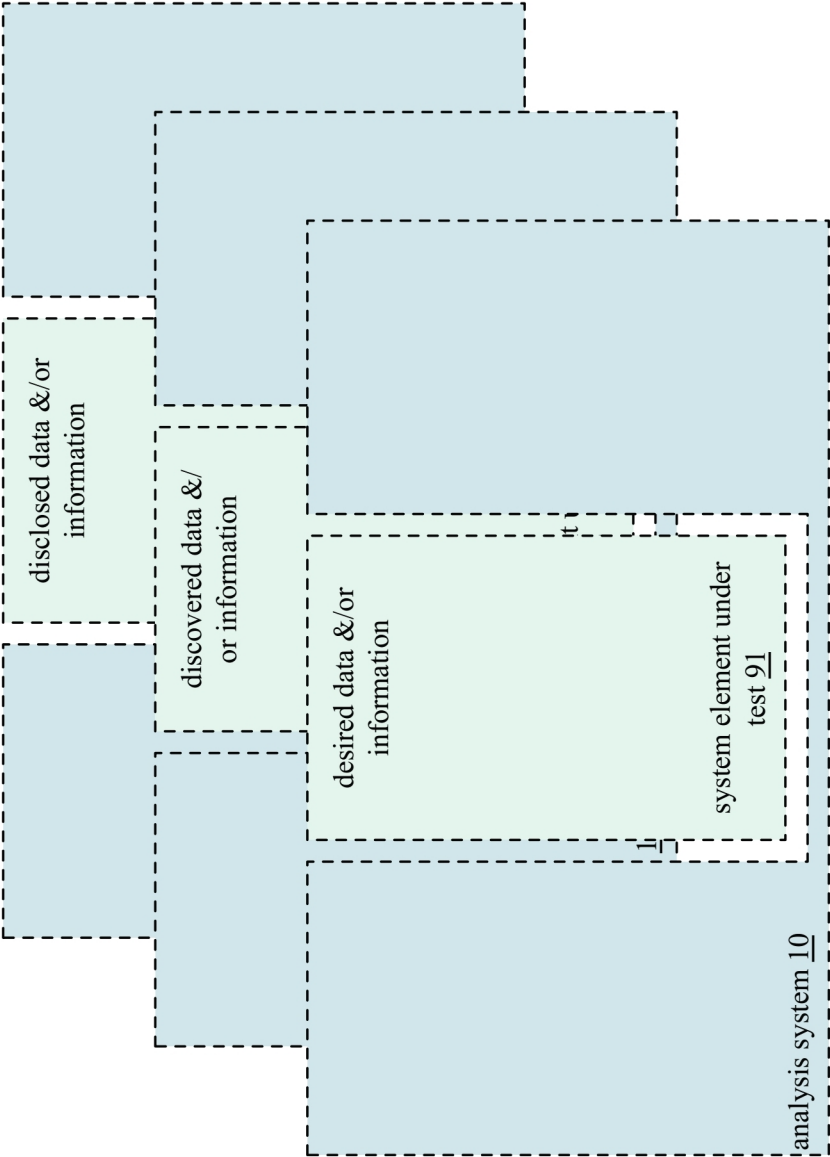 disclosed data &/or
information
discovered data &/
or information
desired data &/or
information
system element under
test 91
analysis system 10